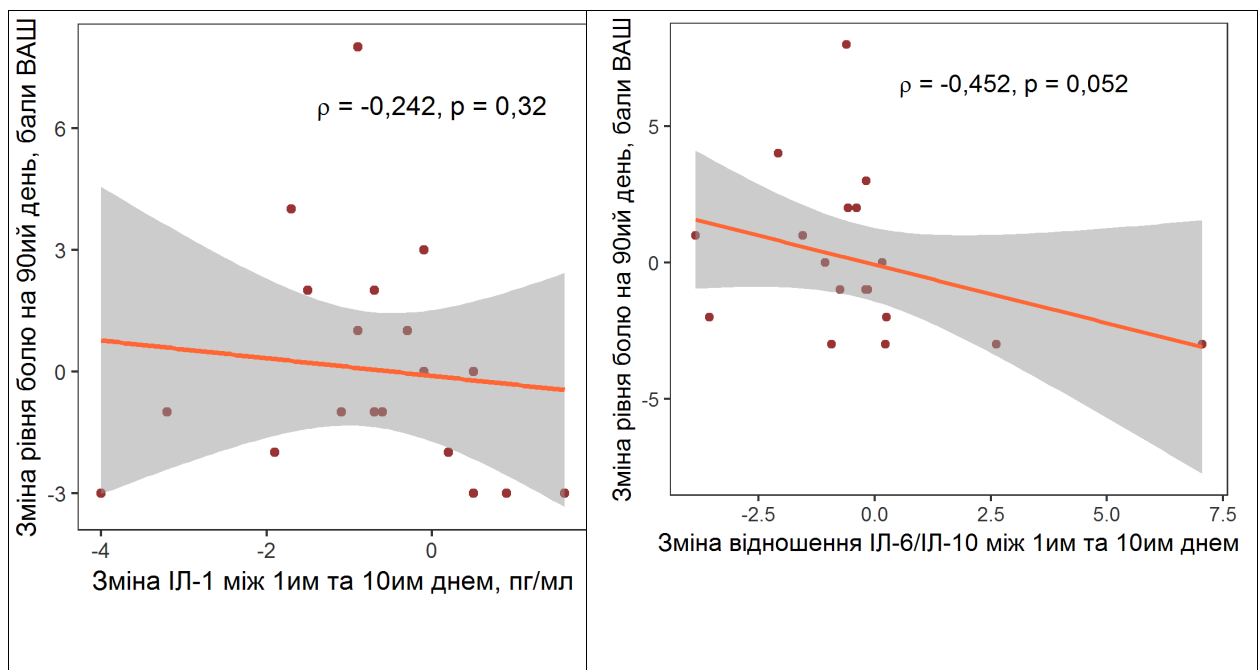 Зміна рівня болю на 90ий день, бали ВАШ
ρ = -0,242, p = 0,32
6
3
0
-3
-4
-2
0
Зміна ІЛ-1 між 1им та 10им днем, пг/мл
Зміна рівня болю на 90ий день, бали ВАШ
ρ = -0,452, p = 0,052
5
0
-5
-2.5
0.0
2.5
5.0
7.5
Зміна відношення ІЛ-6/ІЛ-10 між 1им та 10им днем